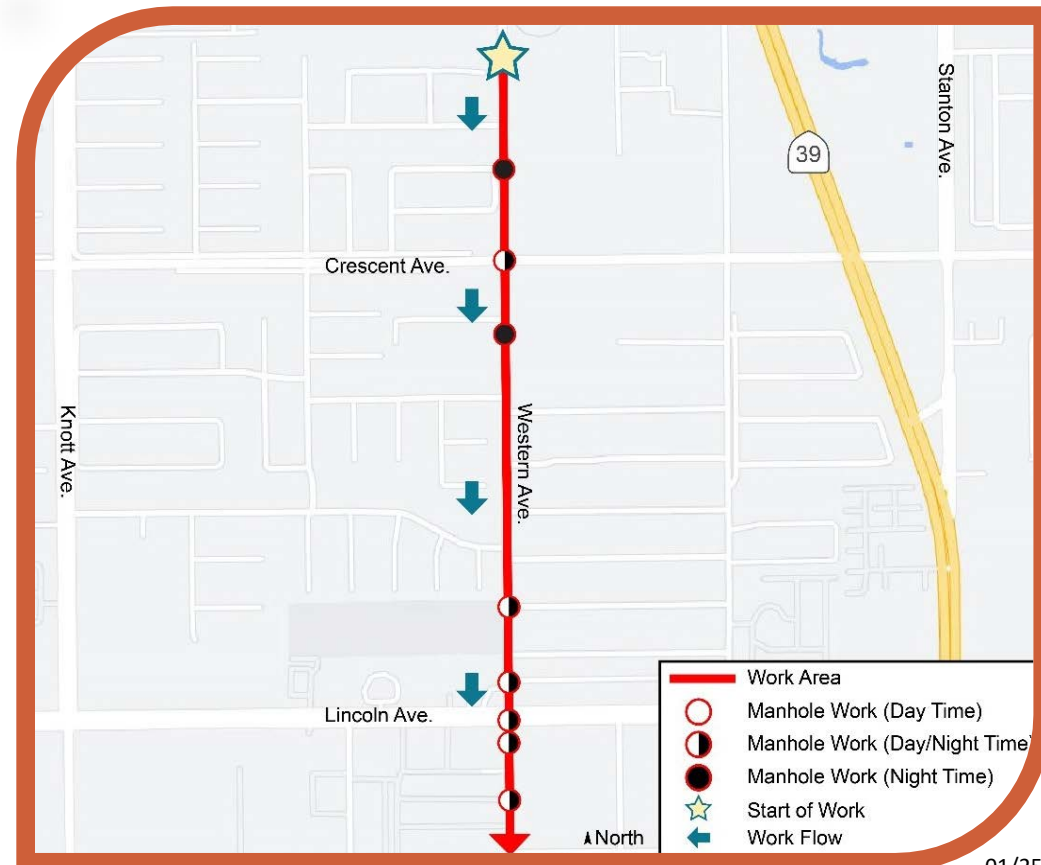 39
Stanton Ave.
Crescent Ave.
Knott Ave.
Western Ave.
Lincoln Ave.
Work Area
Manhole Work (Day Time)
Manhole Work (Day/Night Time)
Manhole Work (Night Time)
Start of Work
Work Flow
North